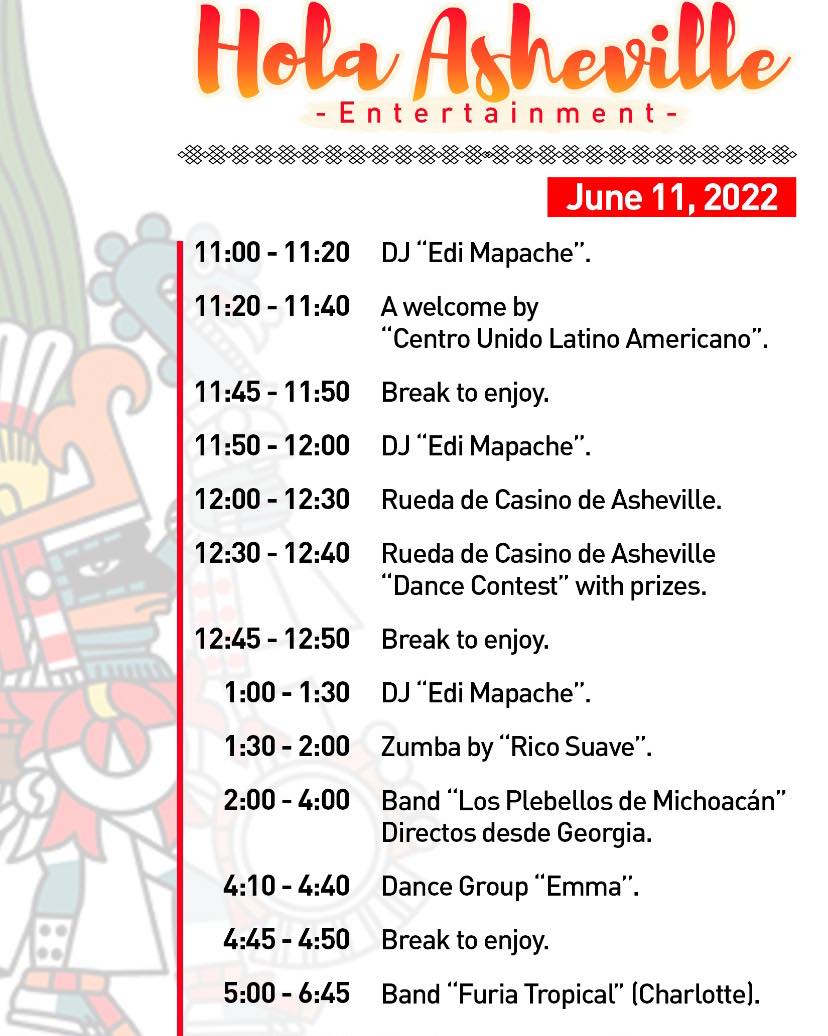 Hola Asheville
-Entertainment-
June 11, 2022
11:00 - 11:20 DJ “Edi Mapache”.
11:20 - 11:40 A welcome by
“Centro Unido Latino Americano”.
11:45 - 11:50 Break to enjoy.
11:50 - 12:00 DJ “Edi Mapache”.
12:00 - 12:30 Rueda de Casino de Asheville.
12:30 - 12:40 Rueda de Casino de Asheville
“Dance Contest” with prizes.
12:45 - 12:50 Break to enjoy.
1:00 - 1:30 DJ “Edi Mapache”.
1:30 - 2:00 Zumba by “Rico Suave”.
2:00 - 4:00 Band “Los Plebellos de Michoacán”
Directos desde Georgia.
4:10 - 4:40 Dance Group “Emma”.
4:45 - 4:50 Break to enjoy.
5:00 - 6:45 Band “Furia Tropical” (Charlotte).